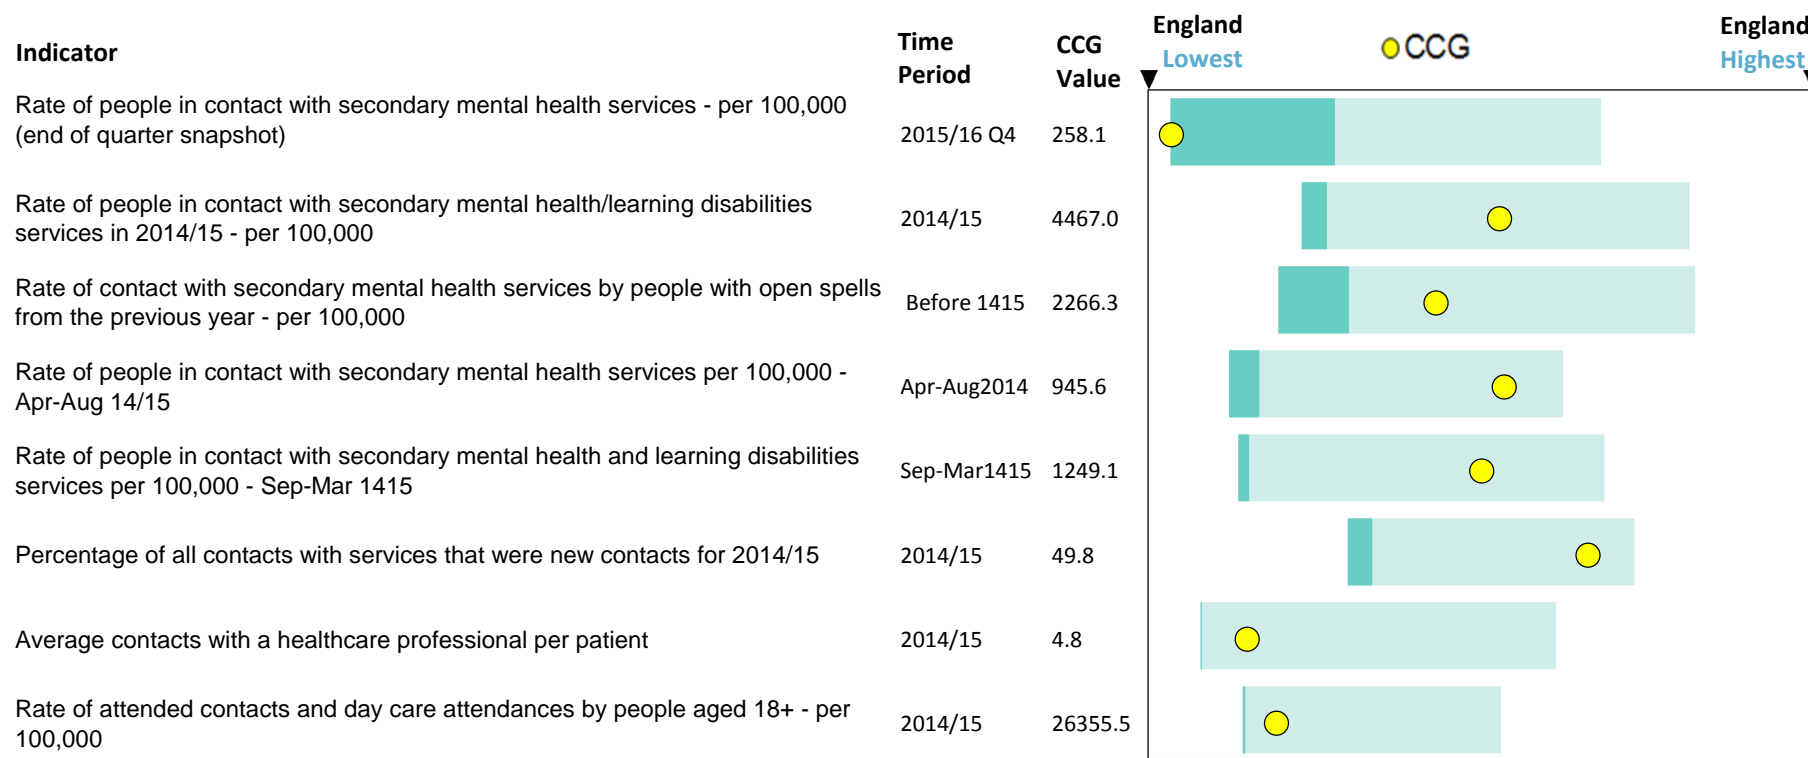 Indicator
Time Period
CCG Value
England Lowest
CCG
England Highest
Rate of people in contact with secondary mental health services - per 100,000
(end of quarter snapshot)
2015/16 Q4
258.1
Rate of people in contact with secondary mental health/learning disabilities
services in 2014/15 - per 100,000
2014/15
4467.0
Rate of contact with secondary mental health services by people with open spells
from the previous year - per 100,000
Before 1415
2266.3
Rate of people in contact with secondary mental health services per 100,000 -
Apr-Aug 14/15
Apr-Aug2014
945.6
Rate of people in contact with secondary mental health and learning disabilities
services per 100,000 - Sep-Mar 1415
Sep-Mar1415
1249.1
Percentage of all contacts with services that were new contacts for 2014/15
2014/15
49.8
Average contacts with a healthcare professional per patient
2014/15
4.8
Rate of attended contacts and day care attendances by people aged 18+ - per
100,000
2014/15
26355.5